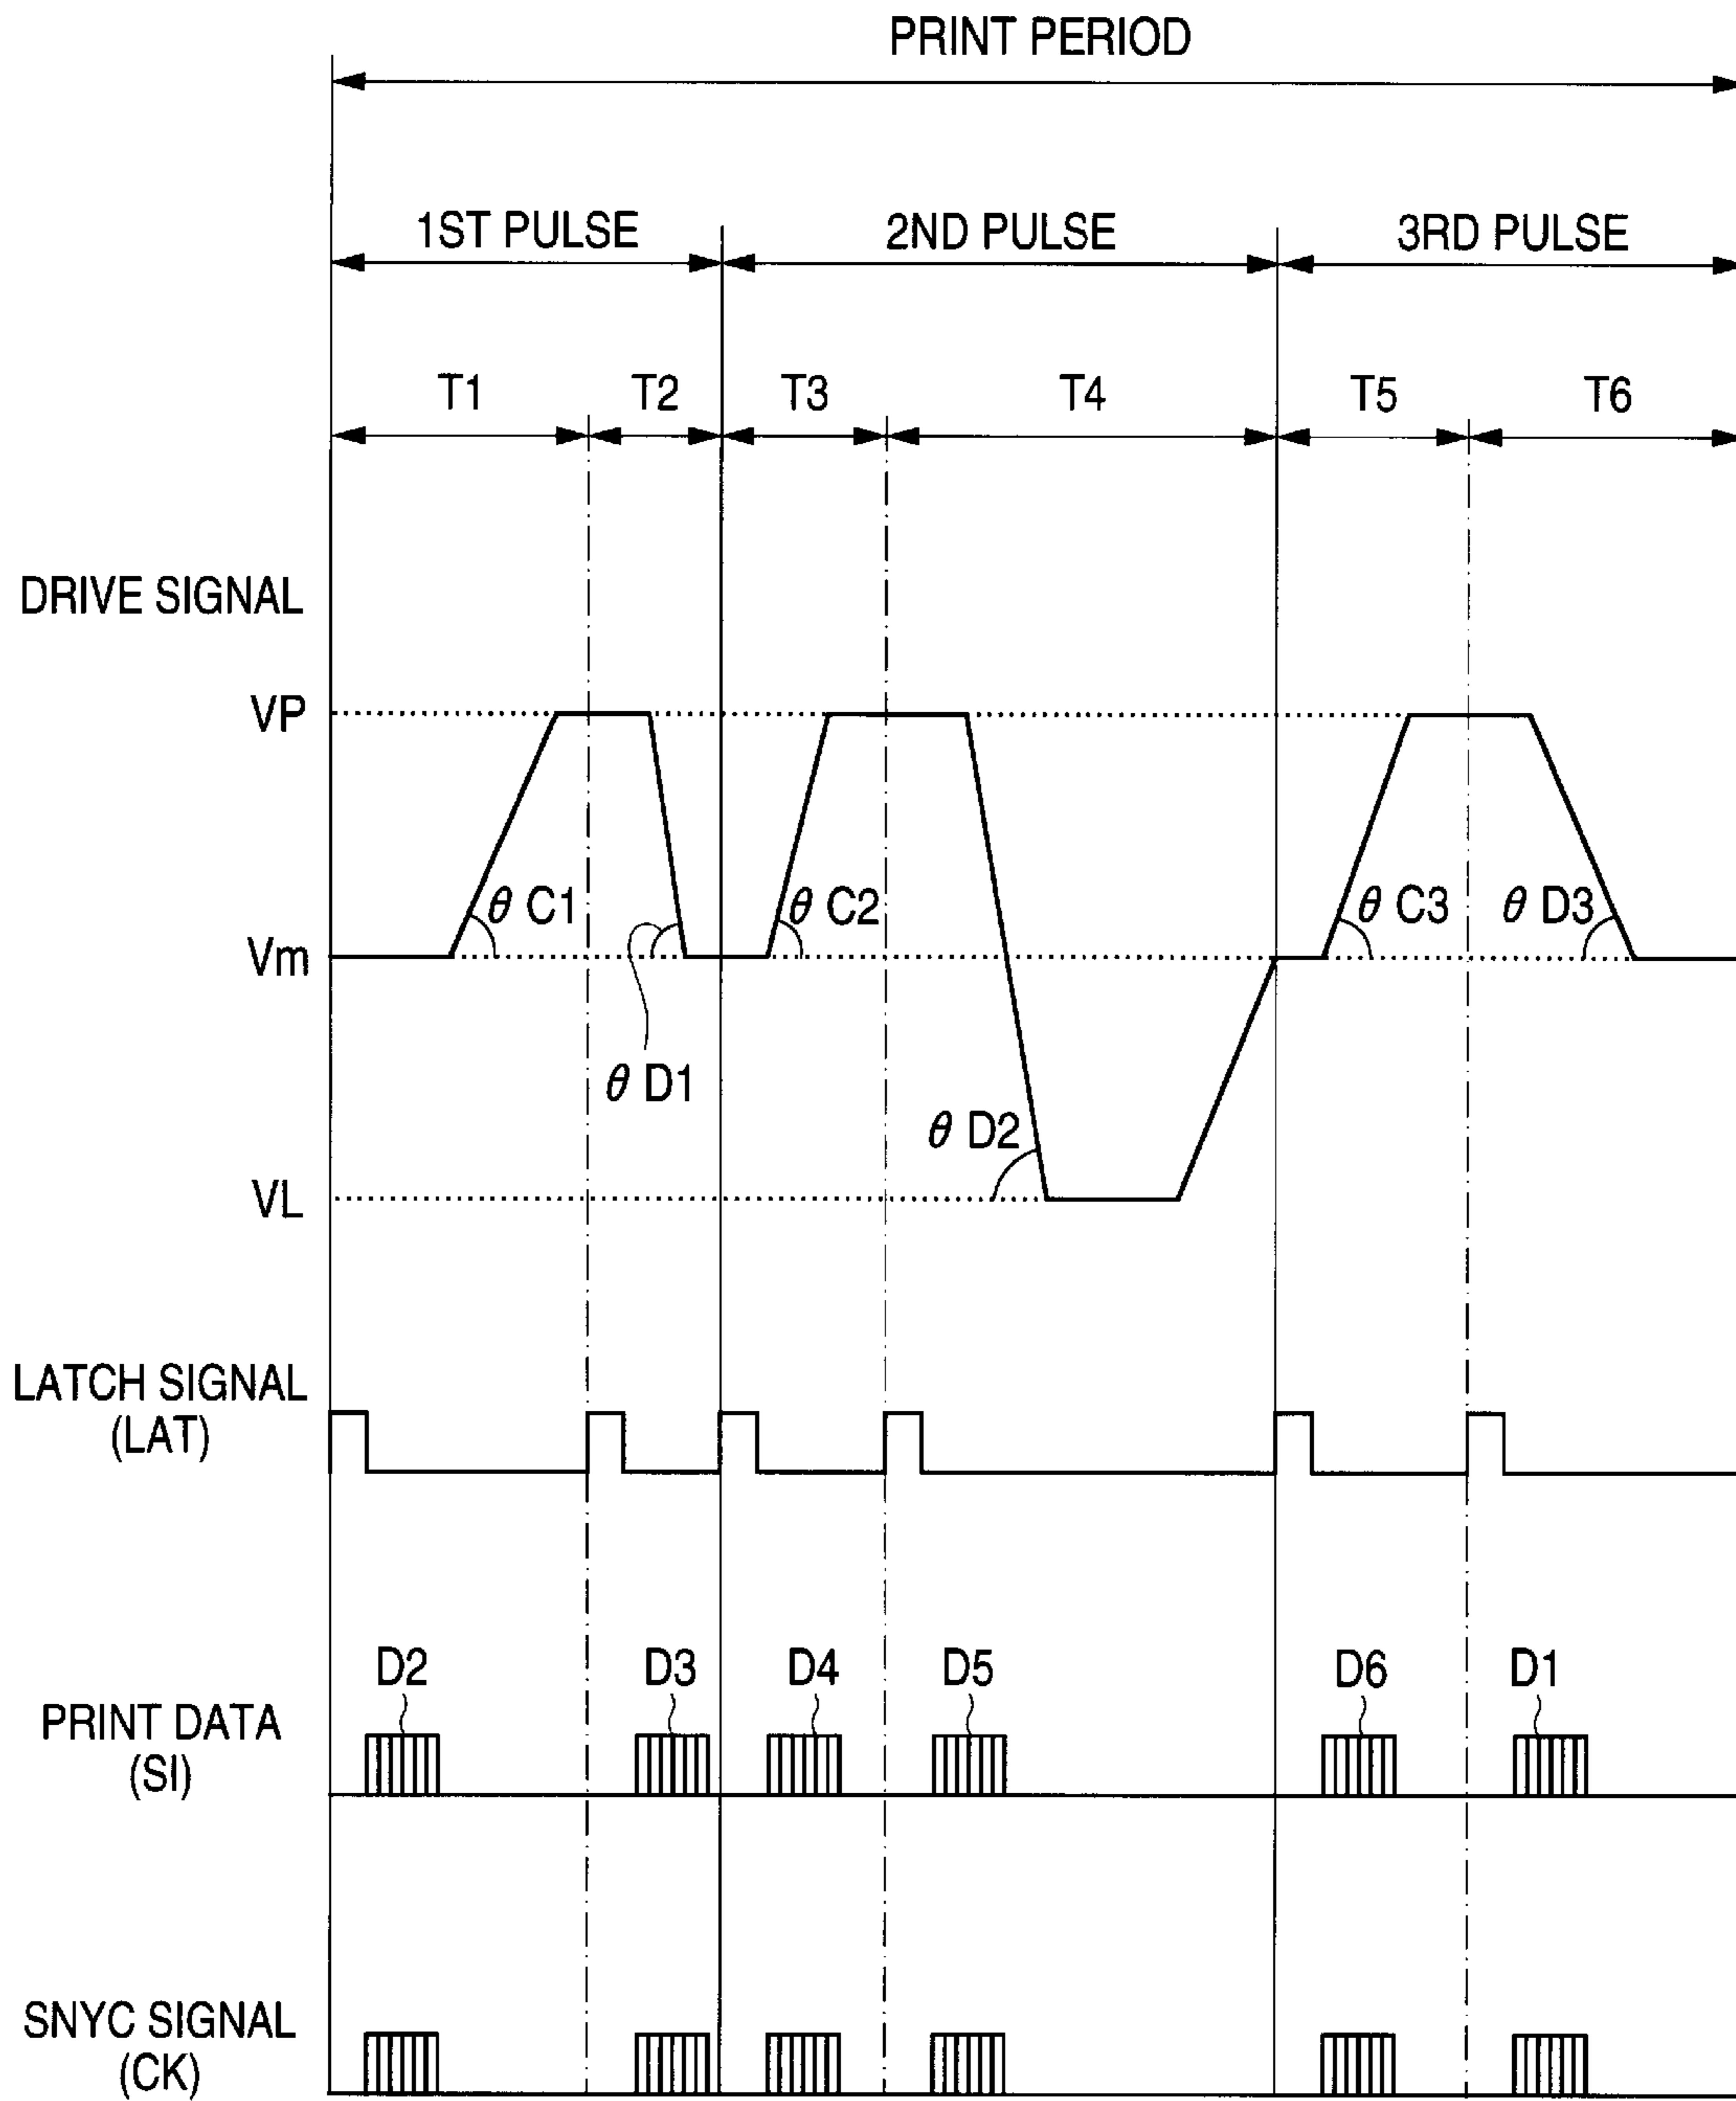 PRINT PERIOD
1ST PULSE 2ND PULSE 3RD PULSE
T1 T2 T3 T4 T5 T6
DRIVE SIGNAL
VP
θ C1 θ C2 θ C3 θ D3
Vm
θ D1
θ D2
VL
LATCH SIGNAL
(LAT)
D2 D3 D4 D5 D6 D1
PRINT DATA
(SI)
SNYC SIGNAL
(CK)